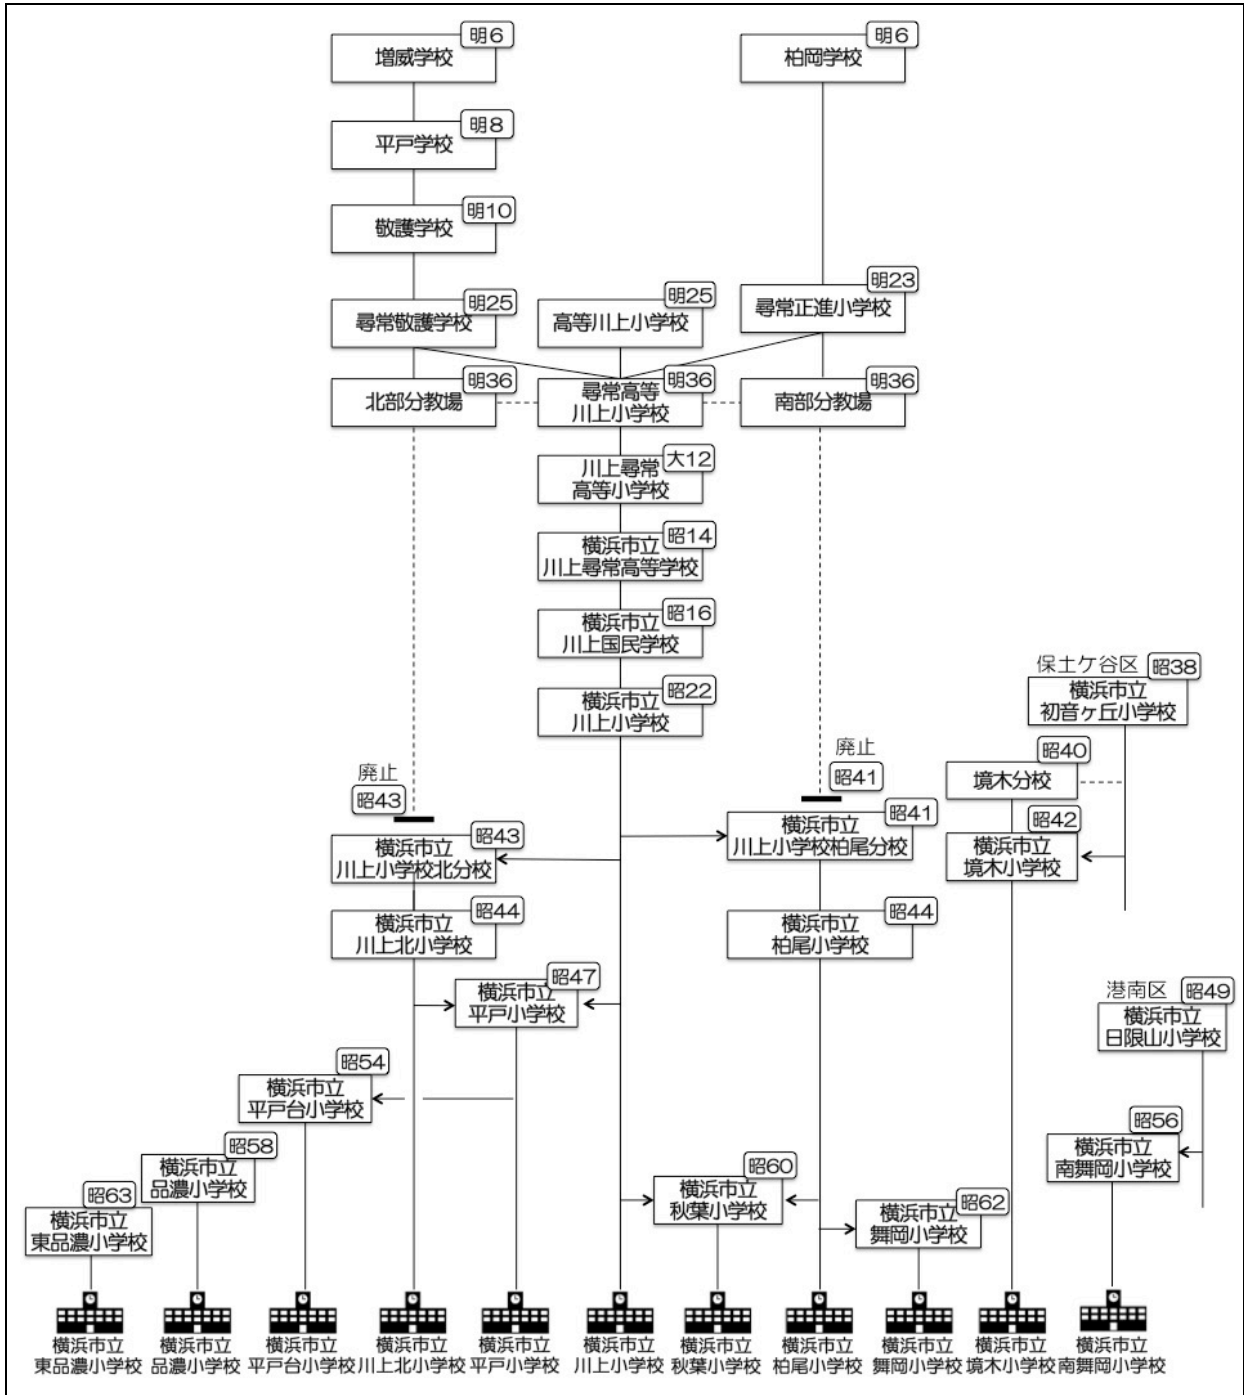 明6
増威学校
明6
柏岡学校
明8
平戸学校
明10
敬護学校
明25
尋常敬護学校
明25
高等川上小学校
明23
尋常正進小学校
明36
北部分教場
明36
尋常高等
川上小学校
明36
南部分教場
大12
川上尋常
高等小学校
昭14
横浜市立
川上尋常高等学校
昭16
横浜市立
川上国民学校
昭22
横浜市立
川上小学校
保土ケ谷区
昭38
横浜市立
初音ヶ丘小学校
昭40
境木分校
廃止
昭43
廃止
昭41
昭43
横浜市立
川上小学校北分校
昭41
横浜市立
川上小学校柏尾分校
昭42
横浜市立
境木小学校
昭44
横浜市立
川上北小学校
昭44
横浜市立
柏尾小学校
昭47
横浜市立
平戸小学校
港南区
昭49
横浜市立
日限山小学校
昭54
横浜市立
平戸台小学校
昭56
横浜市立
南舞岡小学校
昭58
横浜市立
品濃小学校
昭60
横浜市立
秋葉小学校
昭63
横浜市立
東品濃小学校
昭62
横浜市立
舞岡小学校
横浜市立
東品濃小学校
横浜市立
品濃小学校
横浜市立
平戸台小学校
横浜市立
川上北小学校
横浜市立
平戸小学校
横浜市立
川上小学校
横浜市立
秋葉小学校
横浜市立
柏尾小学校
横浜市立
舞岡小学校
横浜市立
境木小学校
横浜市立
南舞岡小学校